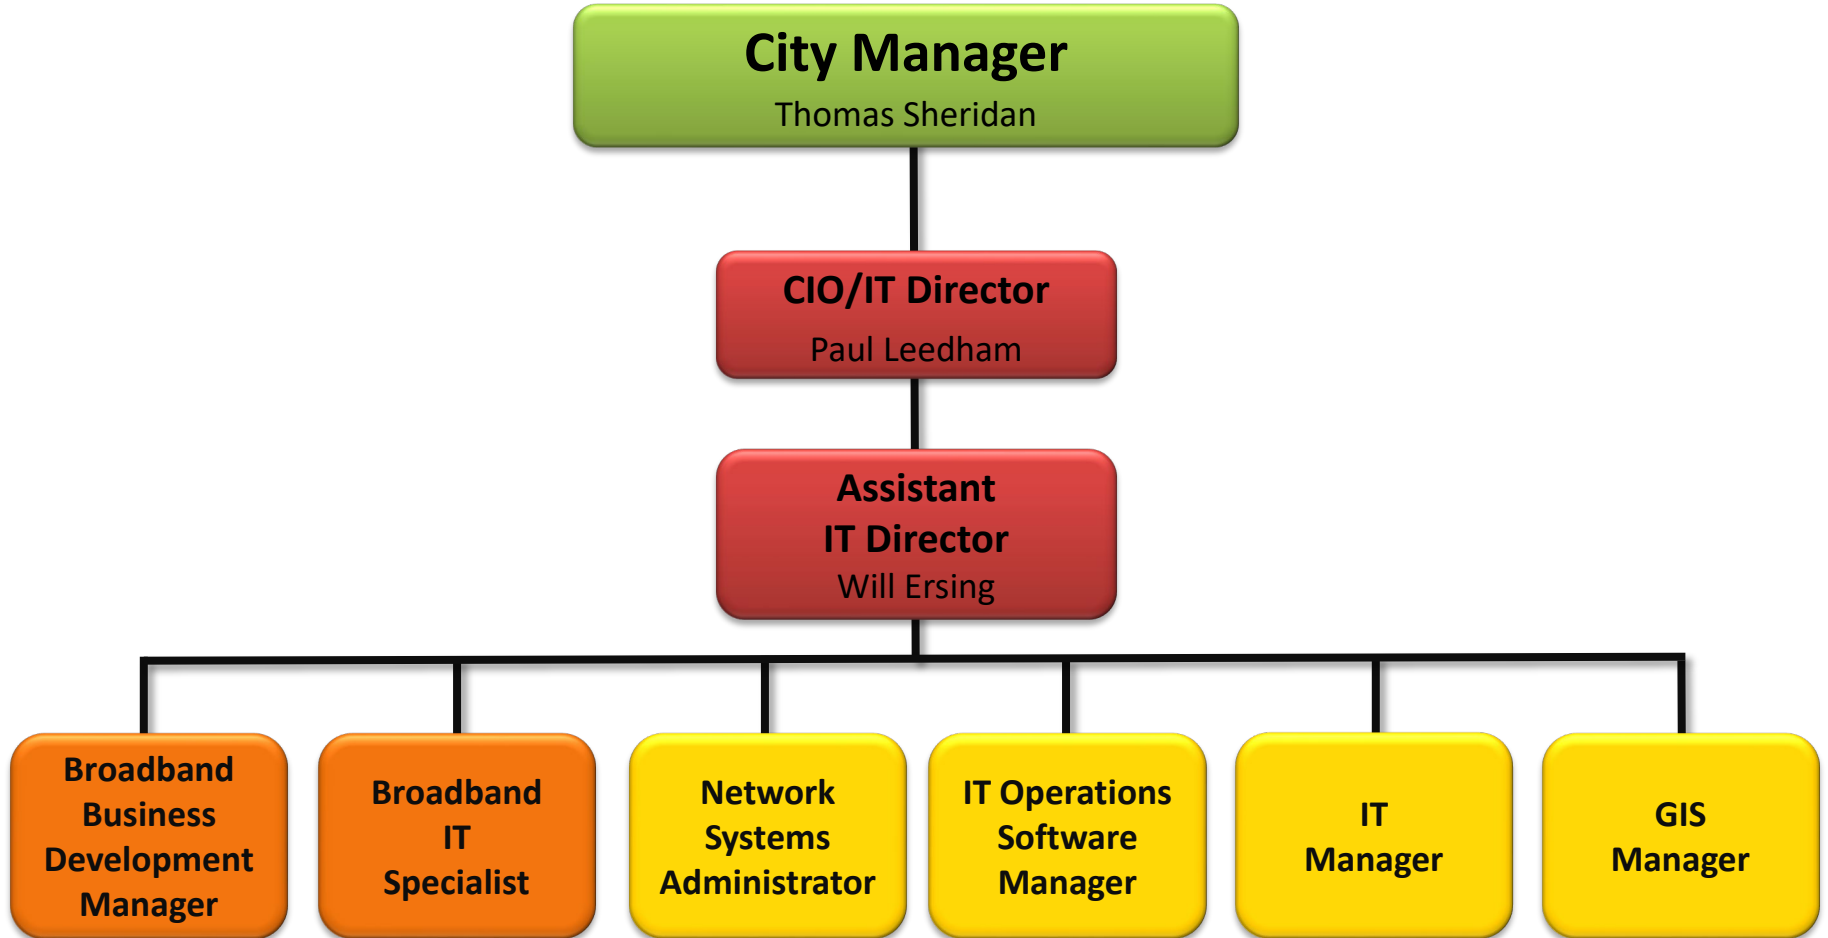 City Manager
Thomas Sheridan
CIO/IT Director
Paul Leedham
Assistant
IT Director
Will Ersing
Broadband
Business
Development
Manager
Broadband
IT
Specialist
Network
Systems
Administrator
IT Operations
Software
Manager
IT
Manager
GIS
Manager